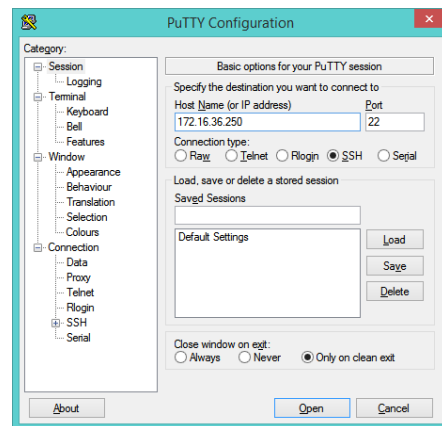 PuTTY Configuration
Category:
Session
Logging
Terminal
Keyboard
Bell
Features
Window
Appearance
Behaviour
Translation
Selection
Colours
Connection
Data
Proxy
Telnet
Rlogin
SSH
Serial
Basic options for your PuTTY session
Specify the destination you want to connect to
Host Name (or IP address) Port
172.16.36.250 22
Connection type:
Raw Telnet Rlogin SSH Serial
Load, save or delete a stored session
Saved Sessions
Default Settings
Load
Save
Delete
Close window on exit:
Always Never Only on clean exit
About Open Cancel